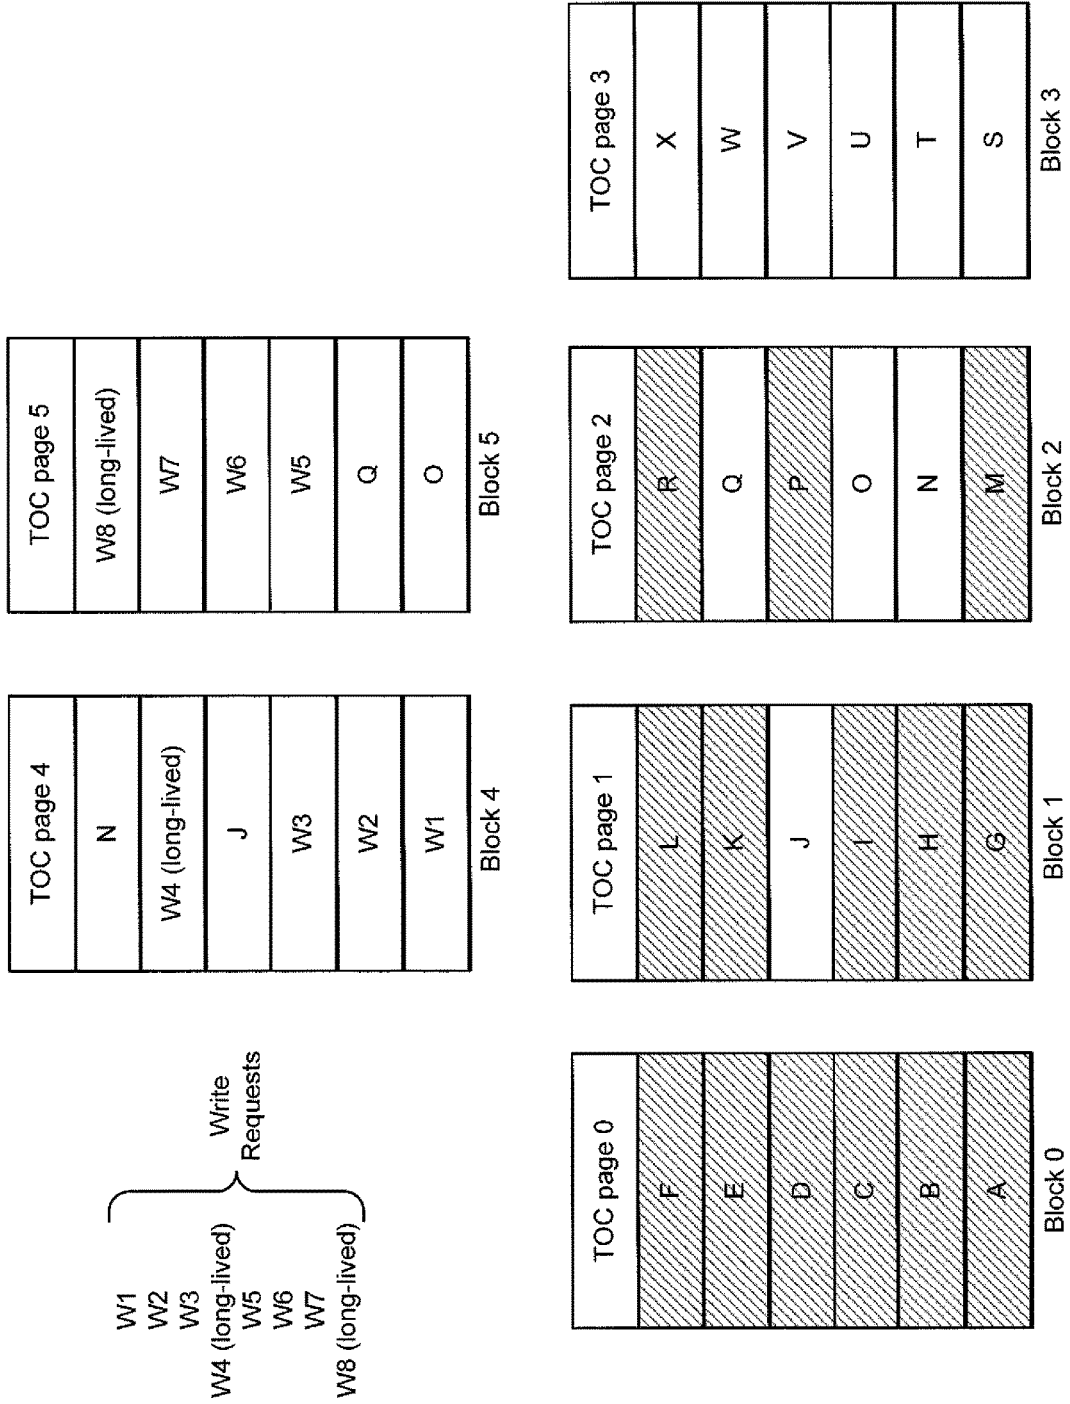 W1
W2
W3
W4 (long-lived)
W5
W6
W7
W8 (long-lived)
Write
Requests
TOC page 4
N
W4 (long-lived)
J
W3
W2
W1
Block 4
TOC page 5
W8 (long-lived)
W7
W6
W5
Q
O
Block 5
TOC page 0
F
E
D
C
B
A
Block 0
TOC page 1
L
K
J
I
H
G
Block 1
TOC page 2
R
Q
P
O
N
M
Block 2
TOC page 3
X
W
V
U
T
S
Block 3